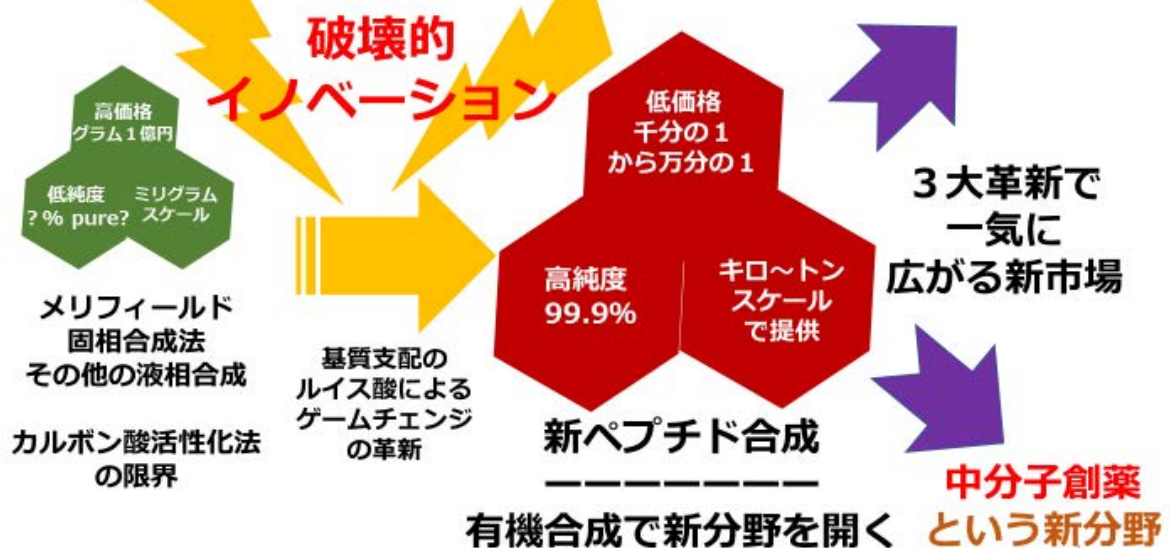 破壊的
イノベーション
高価格
グラム１億円
低純度
？% pure?
ミリグラム
スケール
メリフィールド
固相合成法
その他の液相合成
カルボン酸活性化法
の限界
基質支配の
ルイス酸による
ゲームチェンジ
の革新
低価格
千分の１
から万分の１
高純度
99.9%
キロ～トン
スケール
で提供
新ペプチド合成
ーーーーーーー
有機合成で新分野を開く
３大革新で
一気に
広がる新市場
中分子創薬
という新分野